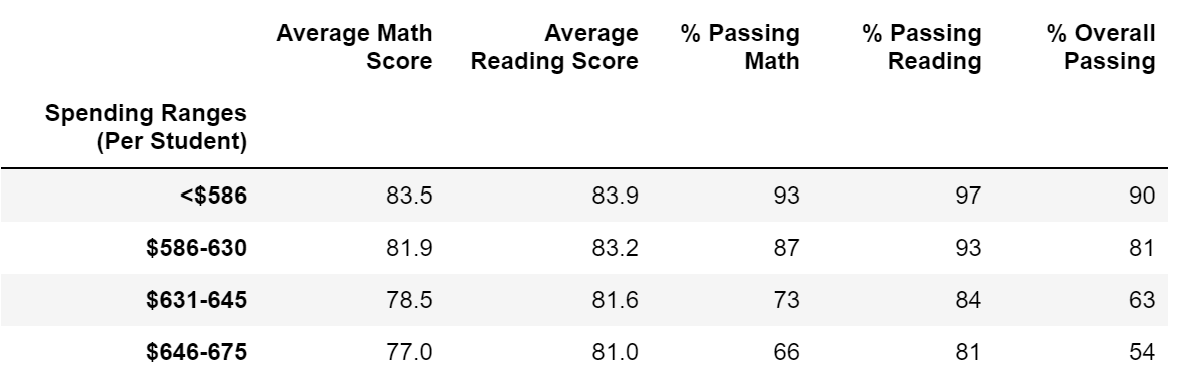 Average Math Score Average Reading Score % Passing Math % Passing Reading % Overall Passing
Spending Ranges (Per Student)
<$586 83.5 83.9 93 97 90
$586-630 81.9 83.2 87 93 81
$631-645 78.5 81.6 73 84 63
$646-675 77.0 81.0 66 81 54